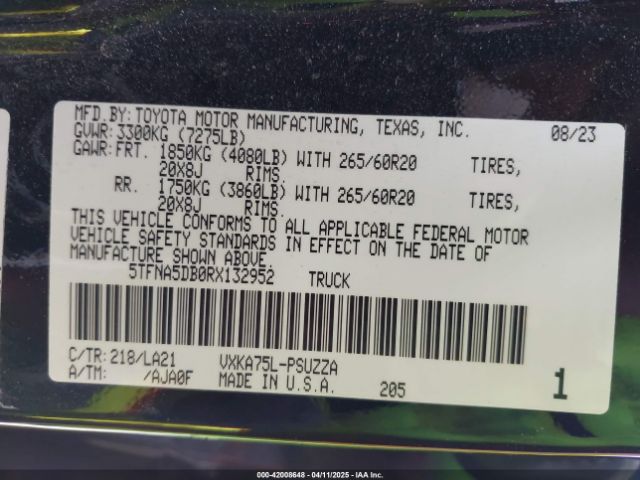 MFD.BY: TOYOTA MOTOR MANUFACTURING, TEXAS, INC. 08/23
GVWR: 3300KG (7275LB)
GAWR: FRT. 1850KG (4080LB) WITH 265/60R20 TIRES,
20X8J RIMS.
RR. 1750KG (3860LB) WITH 265/60R20 TIRES,
20X8J RIMS.
THIS VEHICLE CONFORMS TO ALL APPLICABLE FEDERAL MOTOR
VEHICLE SAFETY STANDARDS IN EFFECT ON THE DATE OF
MANUFACTURE SHOWN ABOVE.
5TFNA5DB0RX132952 TRUCK
C/TR: 218/LA21 VXKA75L-PSUZZA
A/TM: /AJA0F MADE IN U.S.A. 205 1
000-42008648 - 04/11/2025 - IAA Inc.